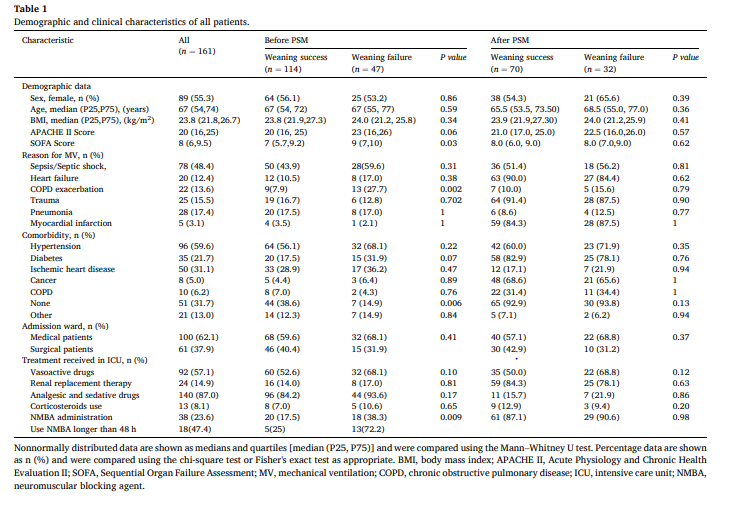 Table 1
Demographic and clinical characteristics of all patients.
Characteristic All (n = 161) Before PSM After PSM
Weaning success (n = 114) Weaning failure (n = 47) P value Weaning success (n = 70) Weaning failure (n = 32) P value
Demographic data
Sex, female, n (%) 89 (55.3) 64 (56.1) 25 (53.2) 0.86 38 (54.3) 21 (65.6) 0.39
Age, median (P25,P75), (years) 67 (54,74) 67 (54, 72) 67 (55, 77) 0.59 65.5 (53.5, 73.50) 68.5 (55.0, 77.0) 0.36
BMI, median (P25,P75), (kg/m²) 23.8 (21.8,26.7) 23.8 (21.9,27.3) 24.0 (21.2, 25.8) 0.34 23.9 (21.9,27.30) 24.0 (21.2,25.9) 0.41
APACHE II Score 20 (16,25) 20 (16, 25) 23 (16,26) 0.06 21.0 (17.0, 25.0) 22.5 (16.0,26.0) 0.57
SOFA Score 8 (6,9.5) 7 (5.7,9.2) 9 (7,10) 0.03 8.0 (6.0, 9.0) 8.0 (7.0,9.0) 0.62
Reason for MV, n (%)
Sepsis/Septic shock, 78 (48.4) 50 (43.9) 28(59.6) 0.31 36 (51.4) 18 (56.2) 0.81
Heart failure 20 (12.4) 12 (10.5) 8 (17.0) 0.38 63 (90.0) 27 (84.4) 0.62
COPD exacerbation 22 (13.6) 9(7.9) 13 (27.7) 0.002 7 (10.0) 5 (15.6) 0.79
Trauma 25 (15.5) 19 (16.7) 6 (12.8) 0.702 64 (91.4) 28 (87.5) 0.90
Pneumonia 28 (17.4) 20 (17.5) 8 (17.0) 1 6 (8.6) 4 (12.5) 0.77
Myocardial infarction 5 (3.1) 4 (3.5) 1 (2.1) 1 59 (84.3) 28 (87.5) 1
Comorbidity, n (%)
Hypertension 96 (59.6) 64 (56.1) 32 (68.1) 0.22 42 (60.0) 23 (71.9) 0.35
Diabetes 35 (21.7) 20 (17.5) 15 (31.9) 0.07 58 (82.9) 25 (78.1) 0.76
Ischemic heart disease 50 (31.1) 33 (28.9) 17 (36.2) 0.47 12 (17.1) 7 (21.9) 0.94
Cancer 8 (5.0) 5 (4.4) 3 (6.4) 0.89 48 (68.6) 21 (65.6) 1
COPD 10 (6.2) 8 (7.0) 2 (4.3) 0.76 22 (31.4) 11 (34.4) 1
None 51 (31.7) 44 (38.6) 7 (14.9) 0.006 65 (92.9) 30 (93.8) 0.13
Other 21 (13.0) 14 (12.3) 7 (14.9) 0.84 5 (7.1) 2 (6.2) 0.94
Admission ward, n (%)
Medical patients 100 (62.1) 68 (59.6) 32 (68.1) 0.41 40 (57.1) 22 (68.8) 0.37
Surgical patients 61 (37.9) 46 (40.4) 15 (31.9) 30 (42.9) 10 (31.2)
Treatment received in ICU, n (%)
Vasoactive drugs 92 (57.1) 60 (52.6) 32 (68.1) 0.10 35 (50.0) 22 (68.8) 0.12
Renal replacement therapy 24 (14.9) 16 (14.0) 8 (17.0) 0.81 59 (84.3) 25 (78.1) 0.63
Analgesic and sedative drugs 140 (87.0) 96 (84.2) 44 (93.6) 0.17 11 (15.7) 7 (21.9) 0.86
Corticosteroids use 13 (8.1) 8 (7.0) 5 (10.6) 0.65 9 (12.9) 3 (9.4) 0.20
NMBA administration 38 (23.6) 20 (17.5) 18 (38.3) 0.009 61 (87.1) 29 (90.6) 0.98
Use NMBA longer than 48 h 18(47.4) 5(25) 13(72.2)
Nonnormally distributed data are shown as medians and quartiles [median (P25, P75)] and were compared using the Mann–Whitney U test. Percentage data are shown
as n (%) and were compared using the chi-square test or Fisher's exact test as appropriate. BMI, body mass index; APACHE II, Acute Physiology and Chronic Health
Evaluation II; SOFA, Sequential Organ Failure Assessment; MV, mechanical ventilation; COPD, chronic obstructive pulmonary disease; ICU, intensive care unit; NMBA,
neuromuscular blocking agent.